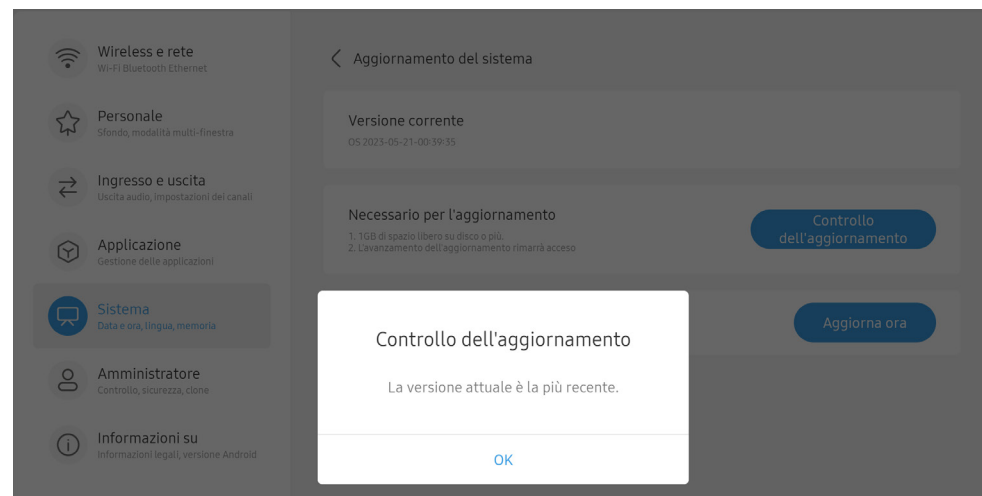 Wireless e rete
Wi-Fi Bluetooth Ethernet
Personale
Sfondo, modalità multi-finestra
Ingresso e uscita
Uscita audio, impostazioni dei canali
Applicazione
Gestione delle applicazioni
Sistema
Data e ora, lingua, memoria
Amministratore
Controllo, sicurezza, clone
Informazioni su
Informazioni legali, versione Android
Aggiornamento del sistema
Versione corrente
OS 2023-05-21-00:39:35
Necessario per l'aggiornamento
1. 1GB di spazio libero su disco o più.
2. L'avanzamento dell'aggiornamento rimarrà acceso
Controllo
dell'aggiornamento
Aggiorna ora
Controllo dell'aggiornamento
La versione attuale è la più recente.
OK